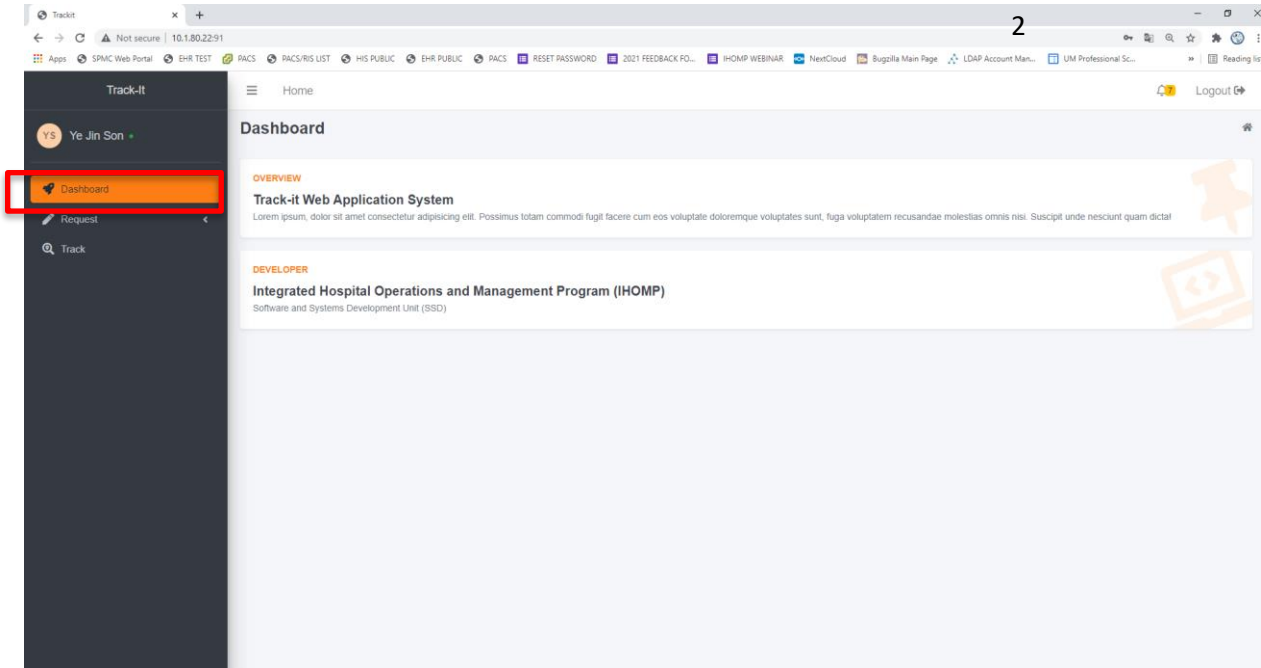 Trackit
2
Not secure | 10.1.80.22:91
Apps SPMC Web Portal EHR TEST PACS PACS/RIS LIST HIS PUBLIC EHR PUBLIC PACS RESET PASSWORD 2021 FEEDBACK FO... IHOMP WEBINAR NextCloud Bugzilla Main Page LDAP Account Man... UM Professional Sc... » Reading lis
Track-It
Home
7
Logout
YS Ye Jin Son
Dashboard
Dashboard
Request
Track
OVERVIEW
Track-it Web Application System
Lorem ipsum, dolor sit amet consectetur adipisicing elit. Possimus totam commodi fugit facere cum eos voluptate doloremque voluptates sunt, fuga voluptatem recusandae molestias omnis nisi. Suscipit unde nesciunt quam dicta
DEVELOPER
Integrated Hospital Operations and Management Program (IHOMP)
Software and Systems Development Unit (SSD)